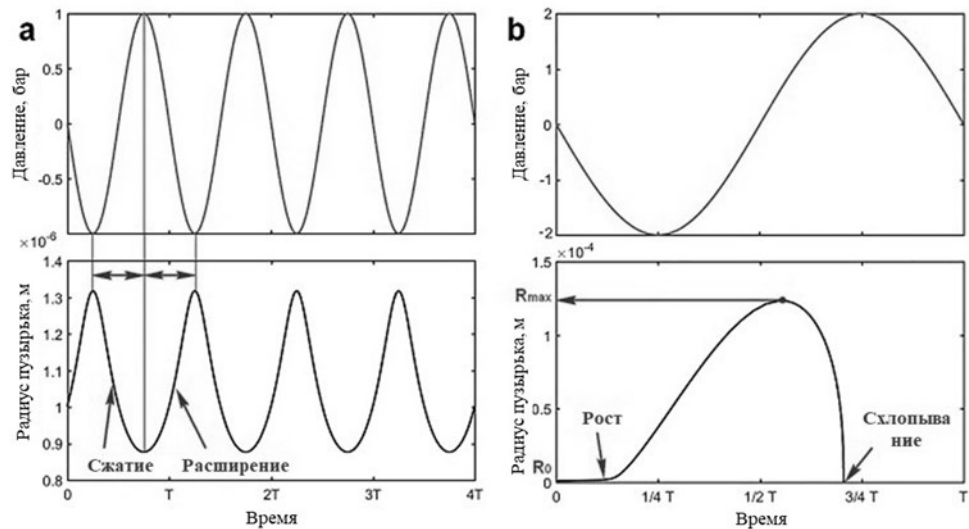 a
1
0.5
0
-0.5
-1
Давление, бар
×10⁻⁶
1.4
1.3
1.2
1.1
1
0.9
0.8
Радиус пузырька, м
Сжатие
Расширение
0
T
2T
3T
4T
Время
b
2
1
0
-1
-2
Давление, бар
×10⁻⁴
1.5
Rmax
1
0.5
R0
0
Радиус пузырька, м
Рост
Схлопыва
ние
0
1/4 T
1/2 T
3/4 T
T
Время